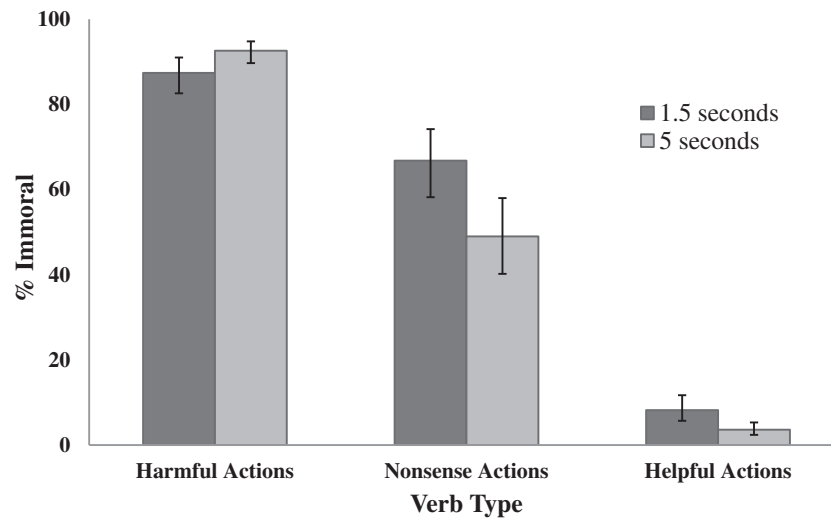 100
80
60
40
20
0
% Immoral
1.5 seconds
5 seconds
Harmful Actions
Nonsense Actions
Helpful Actions
Verb Type